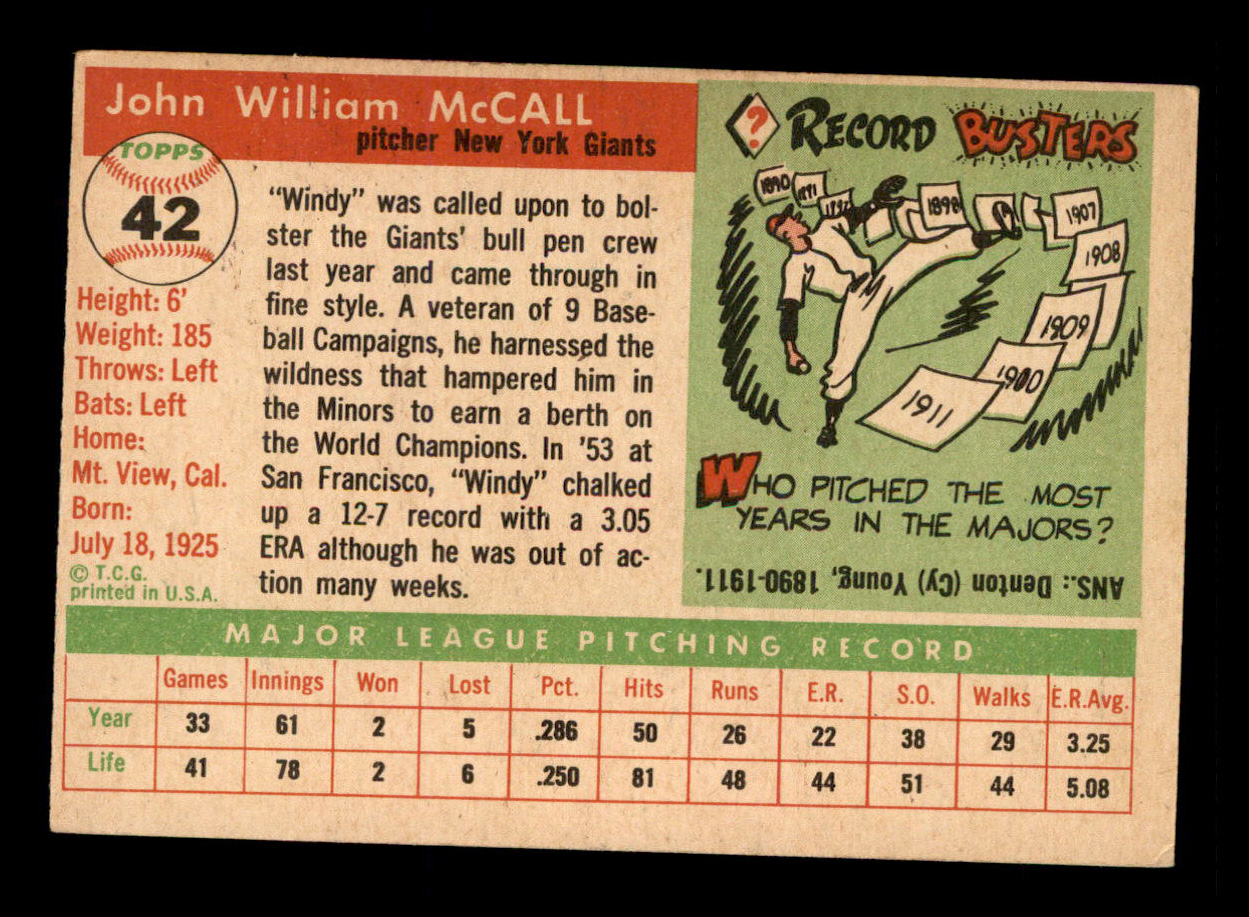 John William McCALL
pitcher New York Giants
TOPPS
42
Height: 6'
Weight: 185
Throws: Left
Bats: Left
Home:
Mt. View, Cal.
Born:
July 18, 1925
© T.C.G.
printed in U.S.A.
"Windy" was called upon to bol-
ster the Giants' bull pen crew
last year and came through in
fine style. A veteran of 9 Base-
ball Campaigns, he harnessed the
wildness that hampered him in
the Minors to earn a berth on
the World Champions. In '53 at
San Francisco, "Windy" chalked
up a 12-7 record with a 3.05
ERA although he was out of ac-
tion many weeks.
? RECORD BUSTERS
1890
1891
1892
1898
1907
1908
1909
1910
1911
WHO PITCHED THE MOST
YEARS IN THE MAJORS?
ANS.: Denton (Cy) Young, 1890-1911.
MAJOR LEAGUE PITCHING RECORD
Games Innings Won Lost Pct. Hits Runs E.R. S.O. Walks E.R.Avg.
Year 33 61 2 5 .286 50 26 22 38 29 3.25
Life 41 78 2 6 .250 81 48 44 51 44 5.08